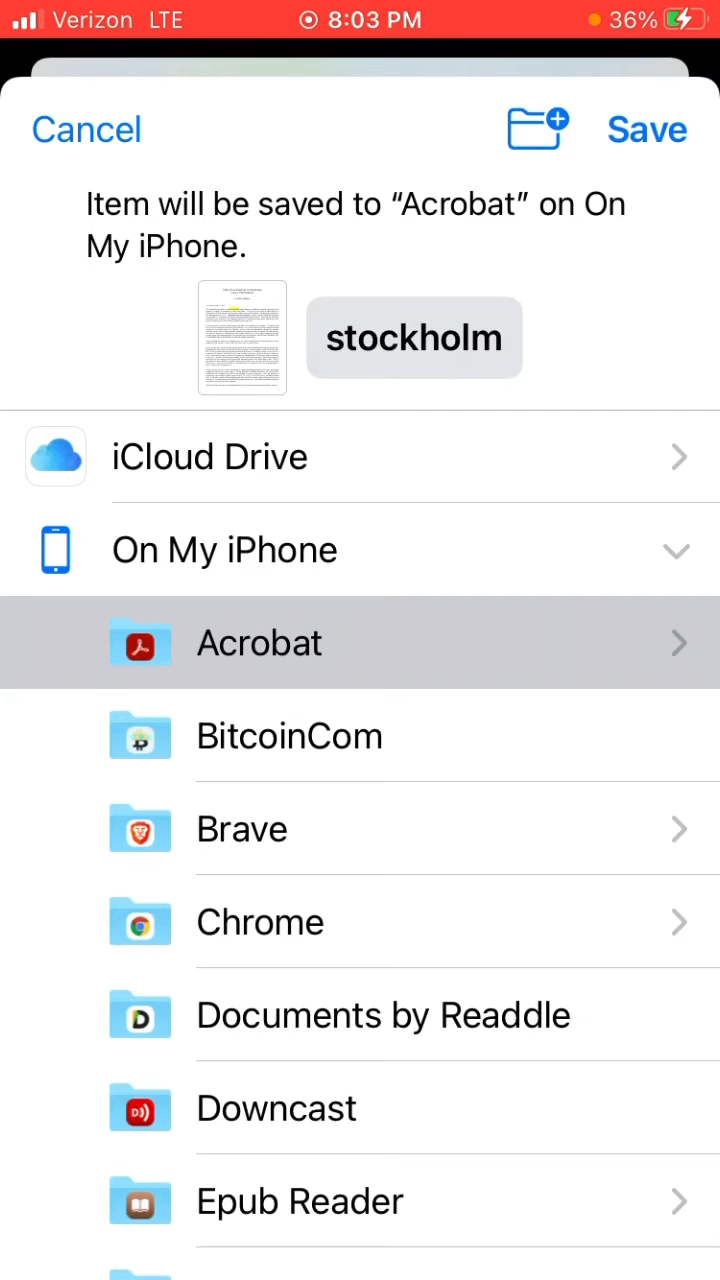 Verizon LTE 8:03 PM 36%
Cancel Save
Item will be saved to “Acrobat” on On
My iPhone.
stockholm
iCloud Drive
On My iPhone
Acrobat
BitcoinCom
Brave
Chrome
Documents by Readdle
Downcast
Epub Reader